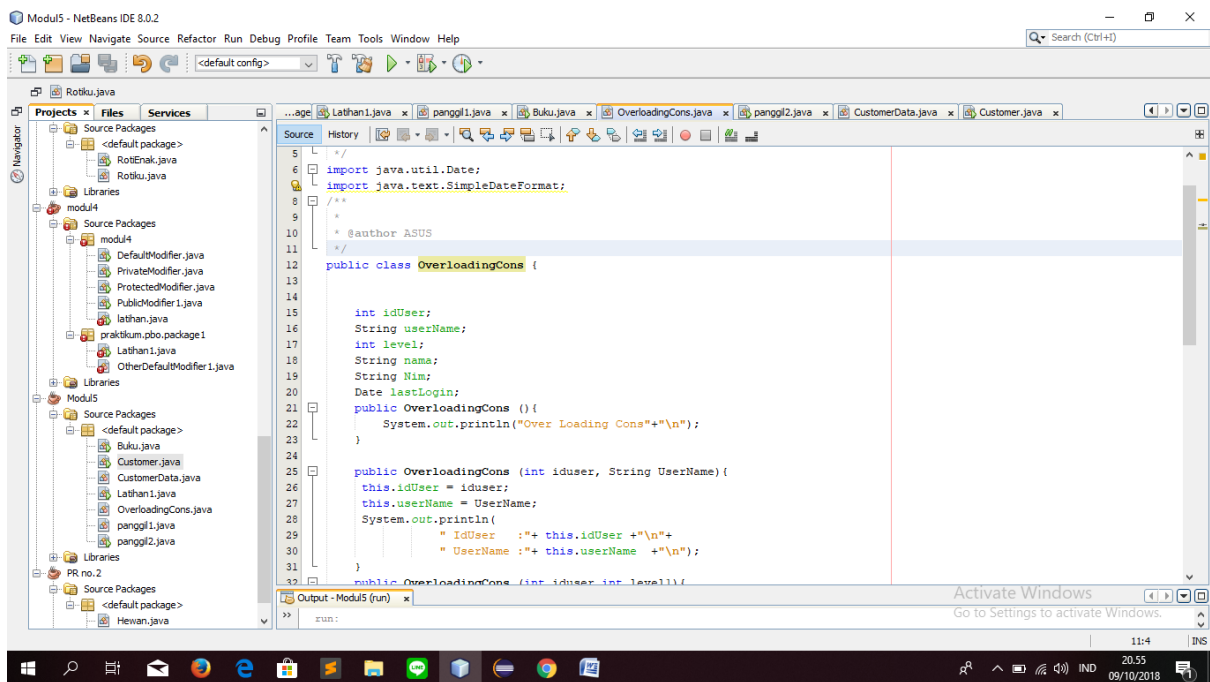 Modul5 - NetBeans IDE 8.0.2
File Edit View Navigate Source Refactor Run Debug Profile Team Tools Window Help
Search (Ctrl+I)
<default config>
Rotiku.java
Projects Files Services
Navigator
Source Packages
<default package>
RotiEnak.java
Rotiku.java
Libraries
modul4
Source Packages
modul4
DefaultModifier.java
PrivateModifier.java
ProtectedModifier.java
PublicModifier1.java
latihan.java
praktikum.pbo.package1
Latihan1.java
OtherDefaultModifier1.java
Libraries
Modul5
Source Packages
<default package>
Buku.java
Customer.java
CustomerData.java
Latihan1.java
OverloadingCons.java
panggil1.java
panggil2.java
Libraries
PR no.2
Source Packages
<default package>
Hewan.java
...age Latihan1.java panggil1.java Buku.java OverloadingCons.java panggil2.java CustomerData.java Customer.java
Source History
5 */
6 import java.util.Date;
import java.text.SimpleDateFormat;
8 /**
9 *
10 * @author ASUS
11 */
12 public class OverloadingCons {
13
14
15 int idUser;
16 String userName;
17 int level;
18 String nama;
19 String Nim;
20 Date lastLogin;
21 public OverloadingCons (){
22 System.out.println("Over Loading Cons"+"\n");
23 }
24
25 public OverloadingCons (int iduser, String UserName){
26 this.idUser = iduser;
27 this.userName = UserName;
28 System.out.println(
29 " IdUser :"+ this.idUser +"\n"+
30 " UserName :"+ this.userName +"\n");
31 }
32 public OverloadingCons (int iduser int level1){
Output - Modul5 (run)
run:
Activate Windows
Go to Settings to activate Windows.
11:4 INS
IND
20.55
09/10/2018